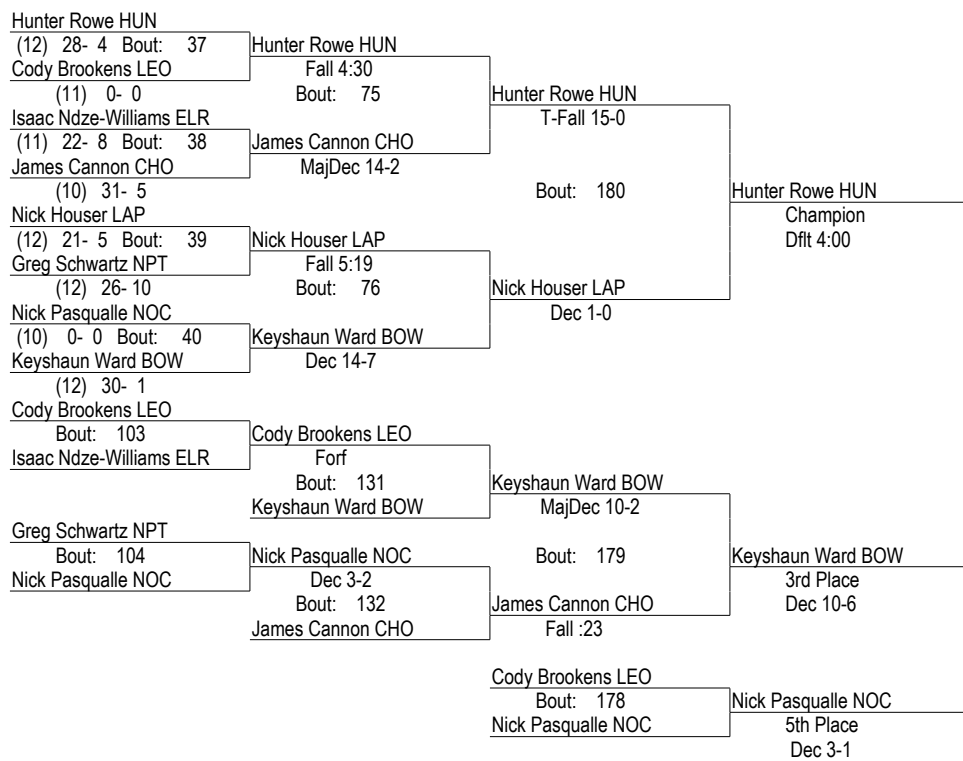 Hunter Rowe HUN
(12) 28- 4 Bout: 37 Hunter Rowe HUN
Cody Brookens LEO Fall 4:30
(11) 0- 0 Bout: 75 Hunter Rowe HUN
Isaac Ndze-Williams ELR T-Fall 15-0
(11) 22- 8 Bout: 38 James Cannon CHO
James Cannon CHO MajDec 14-2
(10) 31- 5 Bout: 180 Hunter Rowe HUN
Nick Houser LAP Champion
(12) 21- 5 Bout: 39 Nick Houser LAP Dflt 4:00
Greg Schwartz NPT Fall 5:19
(12) 26- 10 Bout: 76 Nick Houser LAP
Nick Pasqualle NOC Dec 1-0
(10) 0- 0 Bout: 40 Keyshaun Ward BOW
Keyshaun Ward BOW Dec 14-7
(12) 30- 1
Cody Brookens LEO
Bout: 103 Cody Brookens LEO
Isaac Ndze-Williams ELR Forf
Bout: 131 Keyshaun Ward BOW
Keyshaun Ward BOW MajDec 10-2
Greg Schwartz NPT
Bout: 104 Nick Pasqualle NOC Bout: 179 Keyshaun Ward BOW
Nick Pasqualle NOC Dec 3-2 3rd Place
Bout: 132 James Cannon CHO Dec 10-6
James Cannon CHO Fall :23
Cody Brookens LEO
Bout: 178 Nick Pasqualle NOC
Nick Pasqualle NOC 5th Place
Dec 3-1